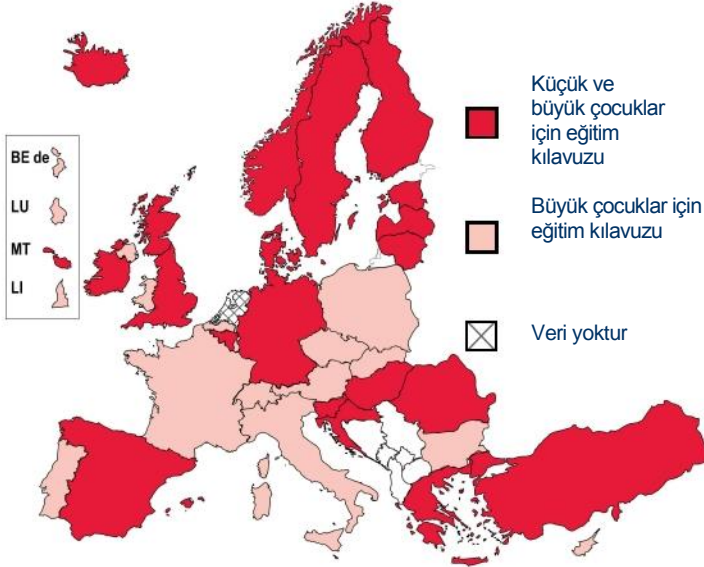 Küçük ve
büyük çocuklar
için eğitim
kılavuzu
BE de
LU
MT
LI
Büyük çocuklar için
eğitim kılavuzu
Veri yoktur